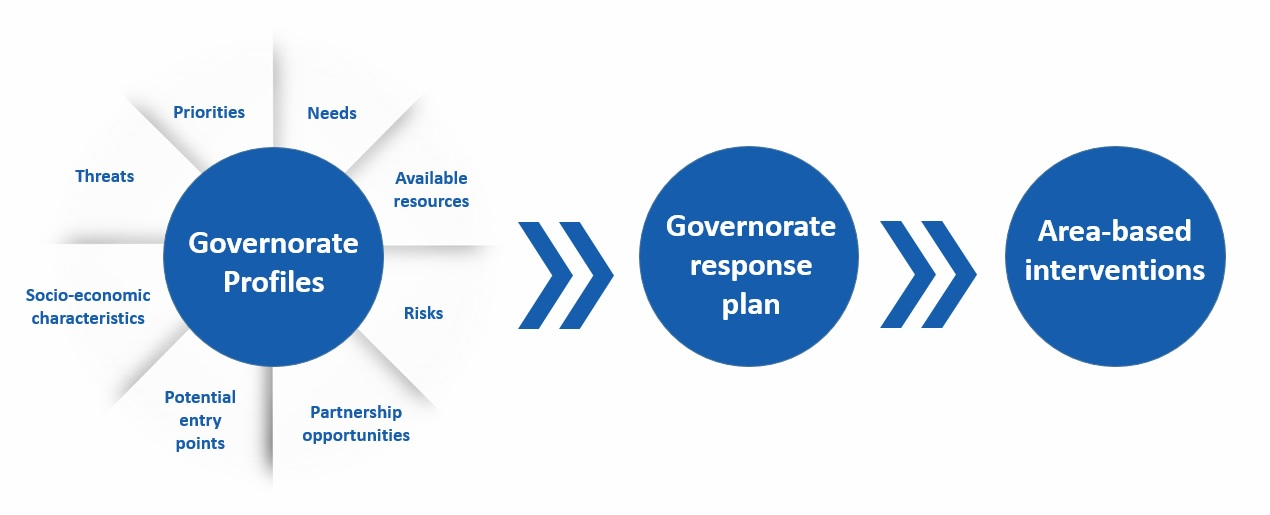 Priorities
Needs
Threats
Available
resources
Governorate
Profiles
Socio-economic
characteristics
Risks
Potential
entry
points
Partnership
opportunities
Governorate
response
plan
Area-based
interventions